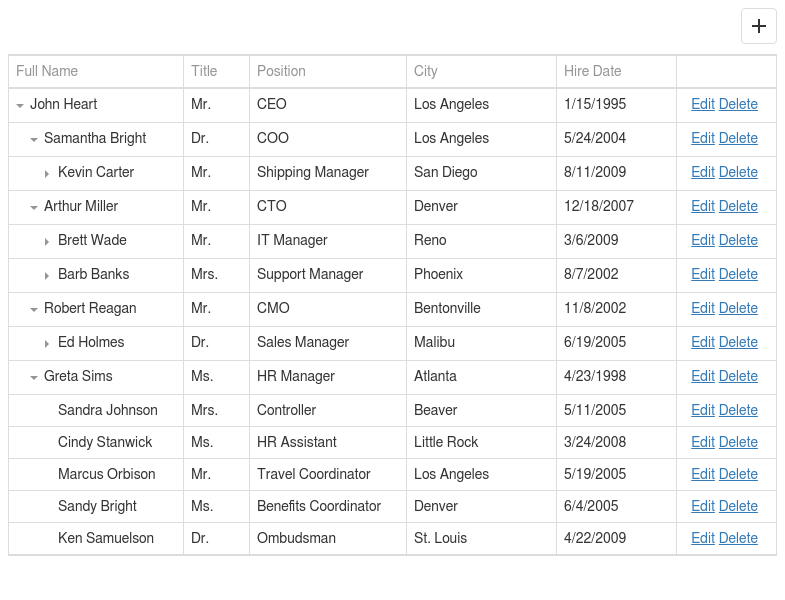 Full Name Title Position City Hire Date
John Heart Mr. CEO Los Angeles 1/15/1995 Edit Delete
Samantha Bright Dr. COO Los Angeles 5/24/2004 Edit Delete
Kevin Carter Mr. Shipping Manager San Diego 8/11/2009 Edit Delete
Arthur Miller Mr. CTO Denver 12/18/2007 Edit Delete
Brett Wade Mr. IT Manager Reno 3/6/2009 Edit Delete
Barb Banks Mrs. Support Manager Phoenix 8/7/2002 Edit Delete
Robert Reagan Mr. CMO Bentonville 11/8/2002 Edit Delete
Ed Holmes Dr. Sales Manager Malibu 6/19/2005 Edit Delete
Greta Sims Ms. HR Manager Atlanta 4/23/1998 Edit Delete
Sandra Johnson Mrs. Controller Beaver 5/11/2005 Edit Delete
Cindy Stanwick Ms. HR Assistant Little Rock 3/24/2008 Edit Delete
Marcus Orbison Mr. Travel Coordinator Los Angeles 5/19/2005 Edit Delete
Sandy Bright Ms. Benefits Coordinator Denver 6/4/2005 Edit Delete
Ken Samuelson Dr. Ombudsman St. Louis 4/22/2009 Edit Delete